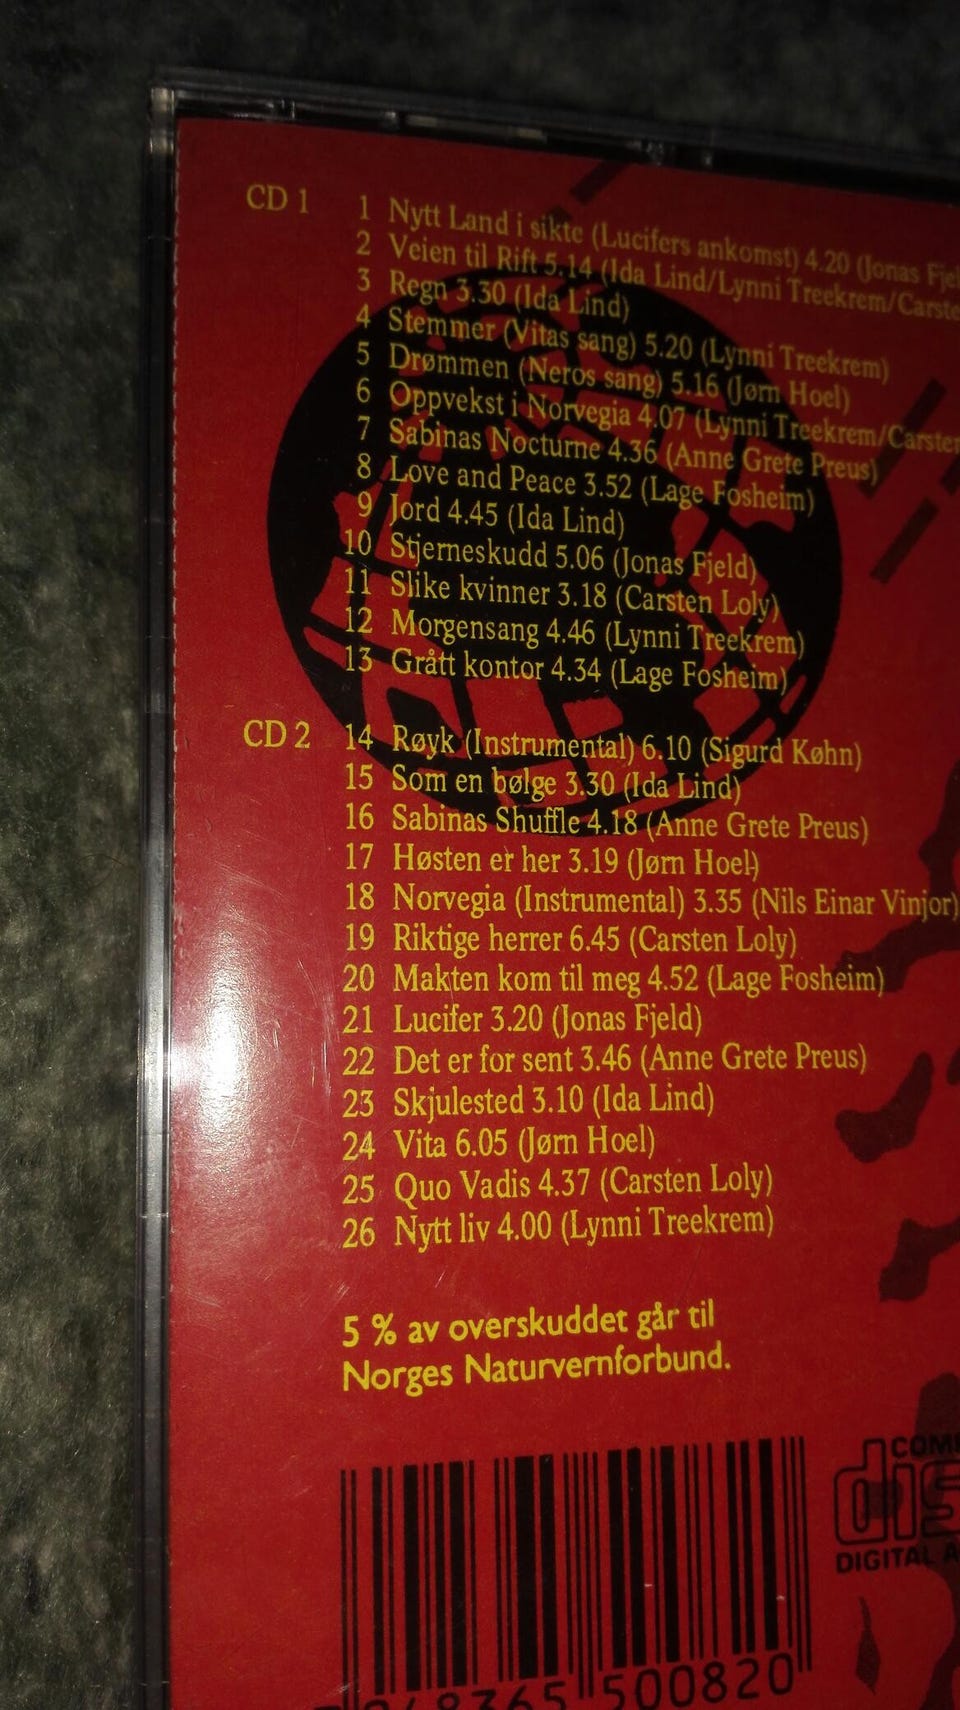 CD 1 1 Nytt Land i sikte (Lucifers ankomst) 4.20 (Jonas
2 Veien til Rift 5.14 (Ida Lind/Lynni Treekrem/
3 Regn 3.30 (Ida Lind)
4 Stemmer (Vitas sang) 5.20 (Lynni Treekrem)
5 Drømmen (Neros sang) 5.16 (Jørn Hoel)
6 Oppvekst i Norvegia 4.07 (Lynni Treekrem/Carsten
7 Sabinas Nocturne 4.36 (Anne Grete Preus)
8 Love and Peace 3.52 (Lage Fosheim)
9 Jord 4.45 (Ida Lind)
10 Stjerneskudd 5.06 (Jonas Fjeld)
11 Slike kvinner 3.18 (Carsten Loly)
12 Morgensang 4.46 (Lynni Treekrem)
13 Grått kontor 4.34 (Lage Fosheim)
CD 2 14 Røyk (Instrumental) 6.10 (Sigurd Køhn)
15 Som en bølge 3.30 (Ida Lind)
16 Sabinas Shuffle 4.18 (Anne Grete Preus)
17 Høsten er her 3.19 (Jørn Hoel)
18 Norvegia (Instrumental) 3.35 (Nils Einar Vinjor)
19 Riktige herrer 6.45 (Carsten Loly)
20 Makten kom til meg 4.52 (Lage Fosheim)
21 Lucifer 3.20 (Jonas Fjeld)
22 Det er for sent 3.46 (Anne Grete Preus)
23 Skjulested 3.10 (Ida Lind)
24 Vita 6.05 (Jørn Hoel)
25 Quo Vadis 4.37 (Carsten Loly)
26 Nytt liv 4.00 (Lynni Treekrem)
5 % av overskuddet går til
Norges Naturvernforbund.
DIGITAL
500820